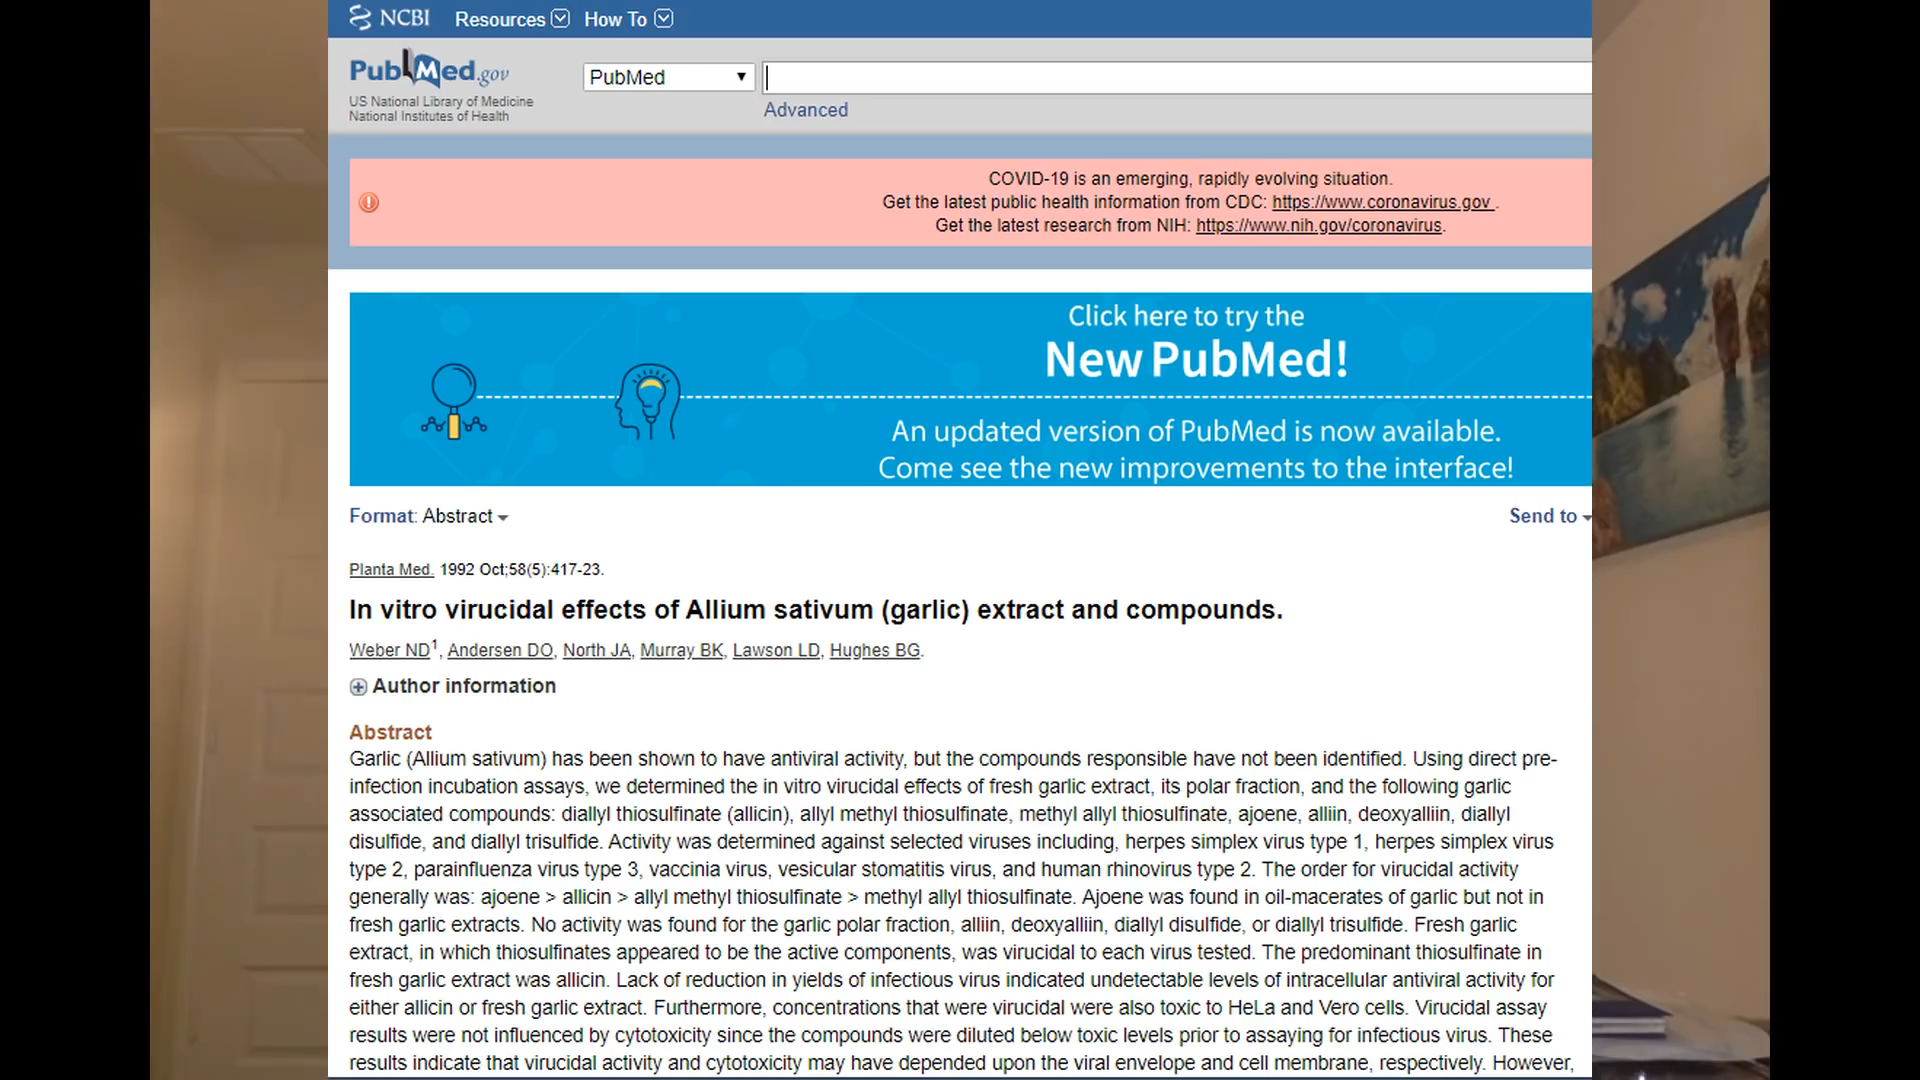 NCBI Resources How To
PubMed.gov
US National Library of Medicine
National Institutes of Health
PubMed
Advanced
COVID-19 is an emerging, rapidly evolving situation.
Get the latest public health information from CDC: https://www.coronavirus.gov .
Get the latest research from NIH: https://www.nih.gov/coronavirus.
Click here to try the
New PubMed!
An updated version of PubMed is now available.
Come see the new improvements to the interface!
Format: Abstract
Send to
Planta Med. 1992 Oct;58(5):417-23.
In vitro virucidal effects of Allium sativum (garlic) extract and compounds.
Weber ND1, Andersen DO, North JA, Murray BK, Lawson LD, Hughes BG.
Author information
Abstract
Garlic (Allium sativum) has been shown to have antiviral activity, but the compounds responsible have not been identified. Using direct pre-
infection incubation assays, we determined the in vitro virucidal effects of fresh garlic extract, its polar fraction, and the following garlic
associated compounds: diallyl thiosulfinate (allicin), allyl methyl thiosulfinate, methyl allyl thiosulfinate, ajoene, alliin, deoxyalliin, diallyl
disulfide, and diallyl trisulfide. Activity was determined against selected viruses including, herpes simplex virus type 1, herpes simplex virus
type 2, parainfluenza virus type 3, vaccinia virus, vesicular stomatitis virus, and human rhinovirus type 2. The order for virucidal activity
generally was: ajoene > allicin > allyl methyl thiosulfinate > methyl allyl thiosulfinate. Ajoene was found in oil-macerates of garlic but not in
fresh garlic extracts. No activity was found for the garlic polar fraction, alliin, deoxyalliin, diallyl disulfide, or diallyl trisulfide. Fresh garlic
extract, in which thiosulfinates appeared to be the active components, was virucidal to each virus tested. The predominant thiosulfinate in
fresh garlic extract was allicin. Lack of reduction in yields of infectious virus indicated undetectable levels of intracellular antiviral activity for
either allicin or fresh garlic extract. Furthermore, concentrations that were virucidal were also toxic to HeLa and Vero cells. Virucidal assay
results were not influenced by cytotoxicity since the compounds were diluted below toxic levels prior to assaying for infectious virus. These
results indicate that virucidal activity and cytotoxicity may have depended upon the viral envelope and cell membrane, respectively. However,